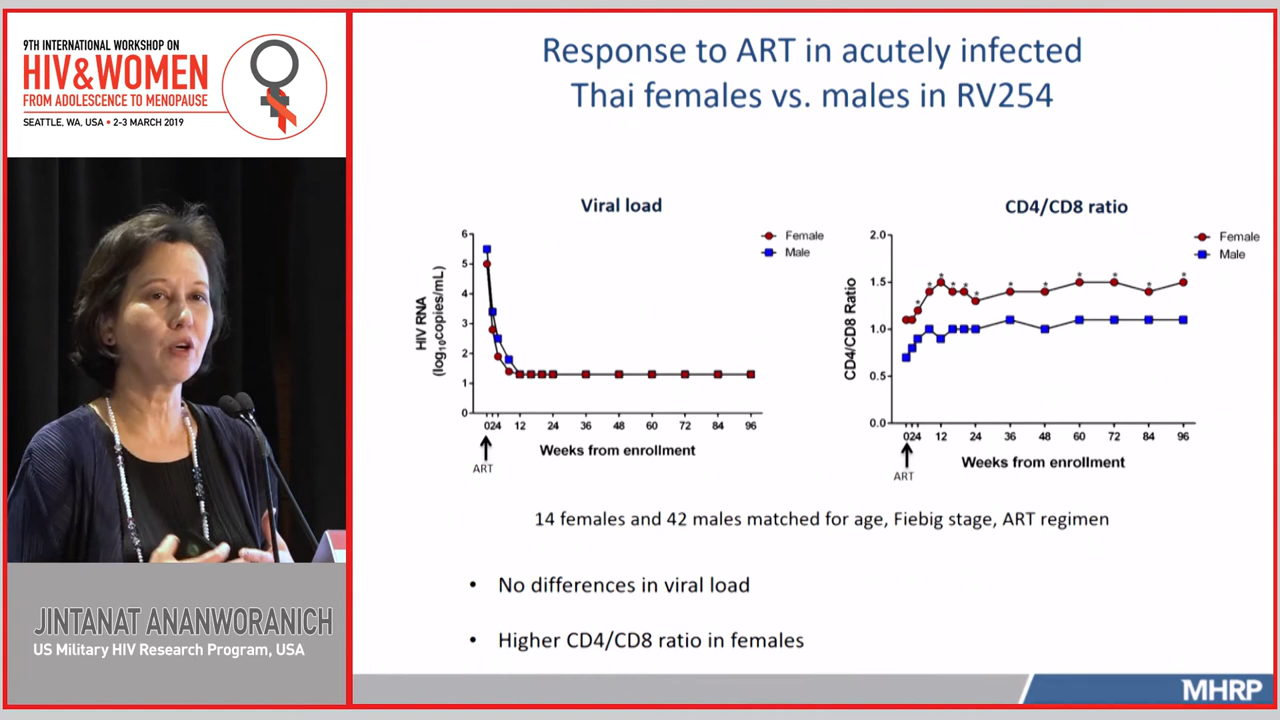 9TH INTERNATIONAL WORKSHOP ON
HIV&WOMEN
FROM ADOLESCENCE TO MENOPAUSE
SEATTLE, WA, USA • 2-3 MARCH 2019
JINTANAT ANANWORANICH
US Military HIV Research Program, USA
Response to ART in acutely infected
Thai females vs. males in RV254
Viral load
Female
Male
HIV RNA
(log10copies/mL)
6
5
4
3
2
1
0
0 2 4 12 24 36 48 60 72 84 96
Weeks from enrollment
ART
CD4/CD8 ratio
Female
Male
CD4/CD8 Ratio
2.0
1.5
1.0
0.5
0.0
* * * * * * * * * * * *
0 2 4 12 24 36 48 60 72 84 96
Weeks from enrollment
ART
14 females and 42 males matched for age, Fiebig stage, ART regimen
• No differences in viral load
• Higher CD4/CD8 ratio in females
MHRP